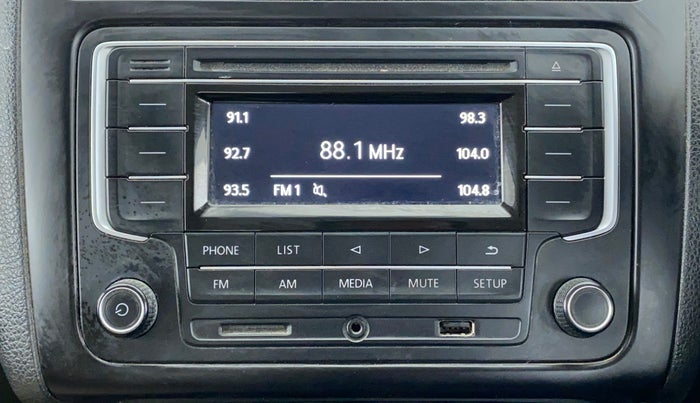 91.1 98.3
92.7 88.1 MHz 104.0
93.5 FM 1 104.8
PHONE LIST
FM AM MEDIA MUTE SETUP